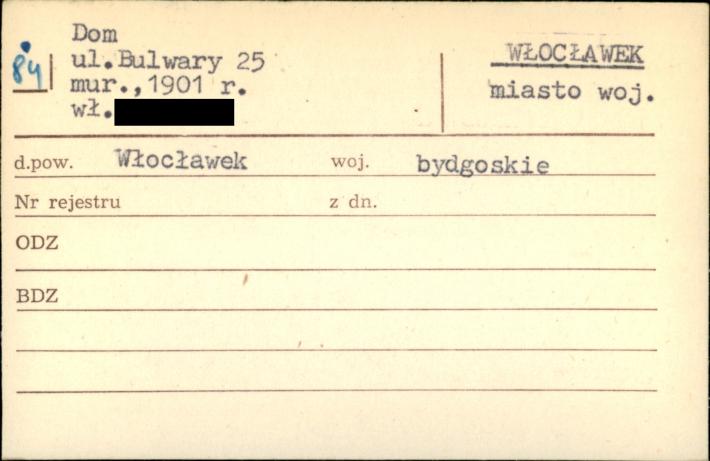 84
Dom
ul.Bulwary 25
mur.,1901 r.
wł.
WŁOCŁAWEK
miasto woj.
d.pow. Włocławek woj. bydgoskie
Nr rejestru z dn.
ODZ
BDZ